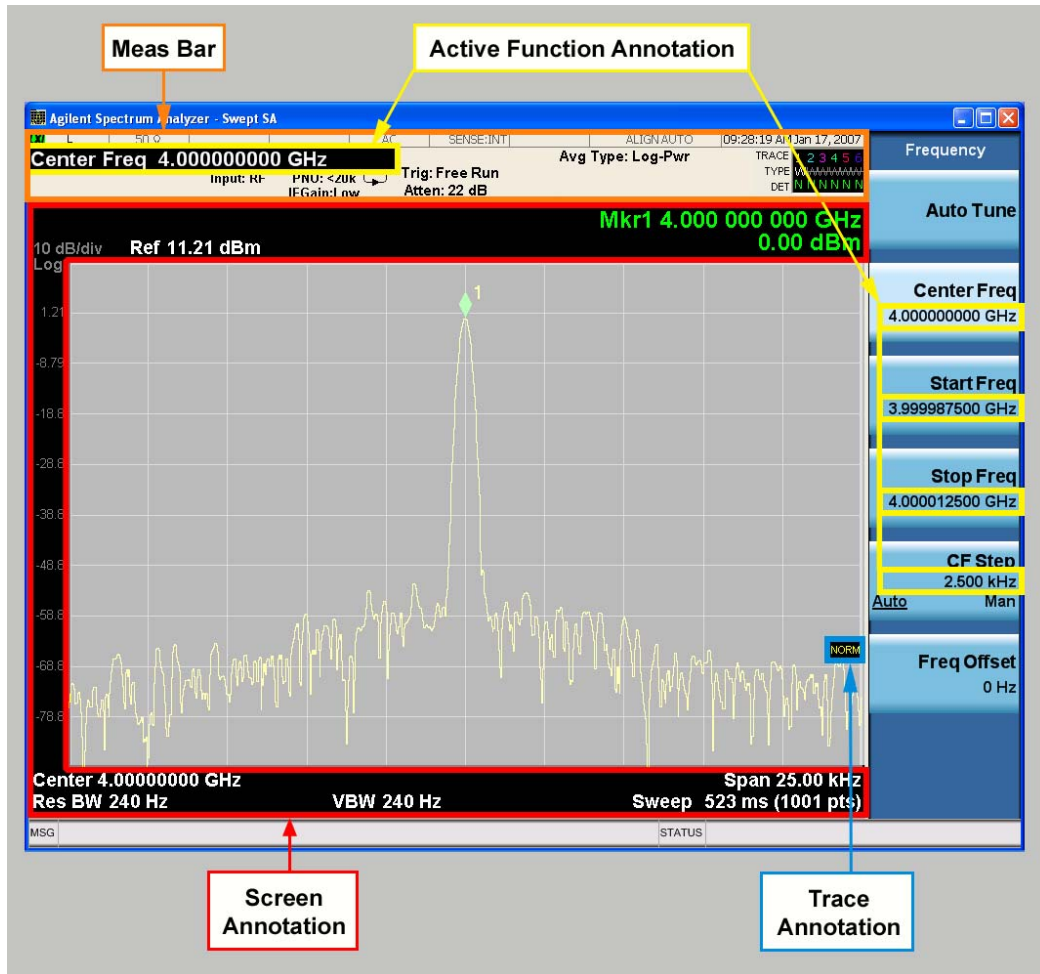 Meas Bar
Active Function Annotation
Agilent Spectrum Analyzer - Swept SA
L
50 Ω
AC
SENSE:INT
ALIGN AUTO
09:28:19 AM Jan 17, 2007
Center Freq 4.000000000 GHz
Input: RF
PNO: <20k
IFGain:Low
Trig: Free Run
Atten: 22 dB
Avg Type: Log-Pwr
TRACE 1 2 3 4 5 6
TYPE
DET N N N N N N
Frequency
Auto Tune
Center Freq
4.000000000 GHz
Start Freq
3.999987500 GHz
Stop Freq
4.000012500 GHz
CF Step
2.500 kHz
Auto Man
Freq Offset
0 Hz
Mkr1 4.000 000 000 GHz
0.00 dBm
10 dB/div Ref 11.21 dBm
Log
1
1.21
-8.79
-18.8
-28.8
-38.8
-48.8
-58.8
-68.8
-78.8
NORM
Center 4.00000000 GHz
Span 25.00 kHz
Res BW 240 Hz
VBW 240 Hz
Sweep 523 ms (1001 pts)
MSG
STATUS
Screen
Annotation
Trace
Annotation